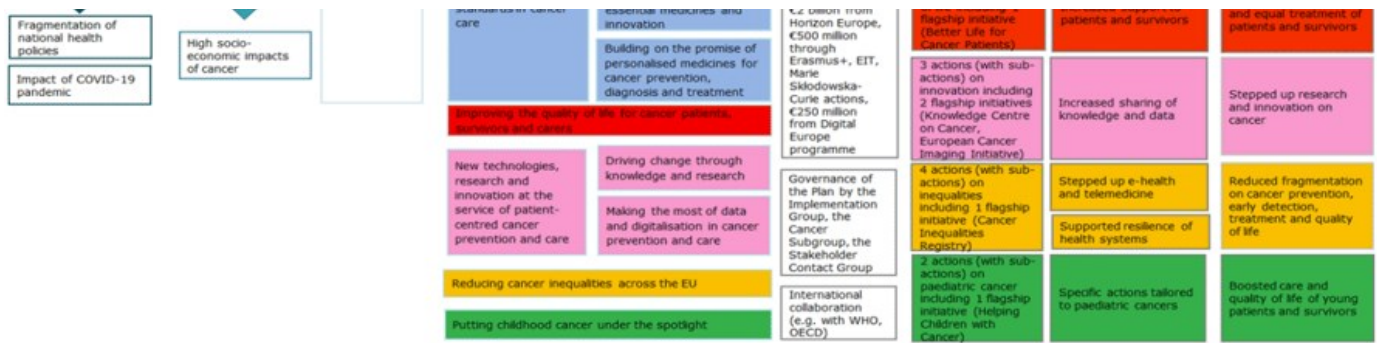 Fragmentation of
national health
policies
Impact of COVID-19
pandemic
High socio-
economic impacts
of cancer
standards in cancer
care
essential medicines and
innovation
Building on the promise of
personalised medicines for
cancer prevention,
diagnosis and treatment
Improving the quality of life for cancer patients,
survivors and carers
New technologies,
research and
innovation at the
service of patient-
centred cancer
prevention and care
Driving change through
knowledge and research
Making the most of data
and digitalisation in cancer
prevention and care
Reducing cancer inequalities across the EU
Putting childhood cancer under the spotlight
€2 billion from
Horizon Europe,
€500 million
through
Erasmus+, EIT,
Marie
Skłodowska-
Curie actions,
€250 million
from Digital
Europe
programme
Governance of
the Plan by the
Implementation
Group, the
Cancer
Subgroup, the
Stakeholder
Contact Group
International
collaboration
(e.g. with WHO,
OECD)
flagship initiative
(Better Life for
Cancer Patients)
3 actions (with sub-
actions) on
innovation including
2 flagship initiatives
(Knowledge Centre
on Cancer,
European Cancer
Imaging Initiative)
4 actions (with sub-
actions) on
inequalities
including 1 flagship
initiative (Cancer
Inequalities
Registry)
2 actions (with sub-
actions) on
paediatric cancer
including 1 flagship
initiative (Helping
Children with
Cancer)
patients and survivors
Increased sharing of
knowledge and data
Stepped up e-health
and telemedicine
Supported resilience of
health systems
Specific actions tailored
to paediatric cancers
and equal treatment of
patients and survivors
Stepped up research
and innovation on
cancer
Reduced fragmentation
on cancer prevention,
early detection,
treatment and quality
of life
Boosted care and
quality of life of young
patients and survivors